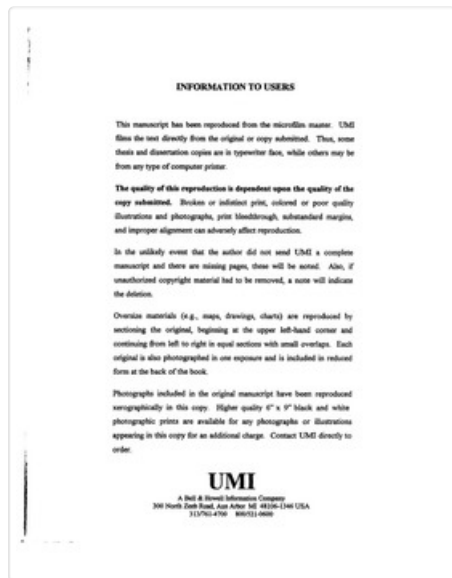 INFORMATION TO USERS
This manuscript has been reproduced from the microfilm master. UMI
films the text directly from the original or copy submitted. Thus, some
thesis and dissertation copies are in typewriter face, while others may be
from any type of computer printer.
The quality of this reproduction is dependent upon the quality of the
copy submitted. Broken or indistinct print, colored or poor quality
illustrations and photographs, print bleedthrough, substandard margins,
and improper alignment can adversely affect reproduction.
In the unlikely event that the author did not send UMI a complete
manuscript and there are missing pages, these will be noted. Also, if
unauthorized copyright material had to be removed, a note will indicate
the deletion.
Oversize materials (e.g., maps, drawings, charts) are reproduced by
sectioning the original, beginning at the upper left-hand corner and
continuing from left to right in equal sections with small overlaps. Each
original is also photographed in one exposure and is included in reduced
form at the back of the book.
Photographs included in the original manuscript have been reproduced
xerographically in this copy. Higher quality 6" x 9" black and white
photographic prints are available for any photographs or illustrations
appearing in this copy for an additional charge. Contact UMI directly to
order.
UMI
A Bell & Howell Information Company
300 North Zeeb Road, Ann Arbor MI 48106-1346 USA
313/761-4700 800/521-0600